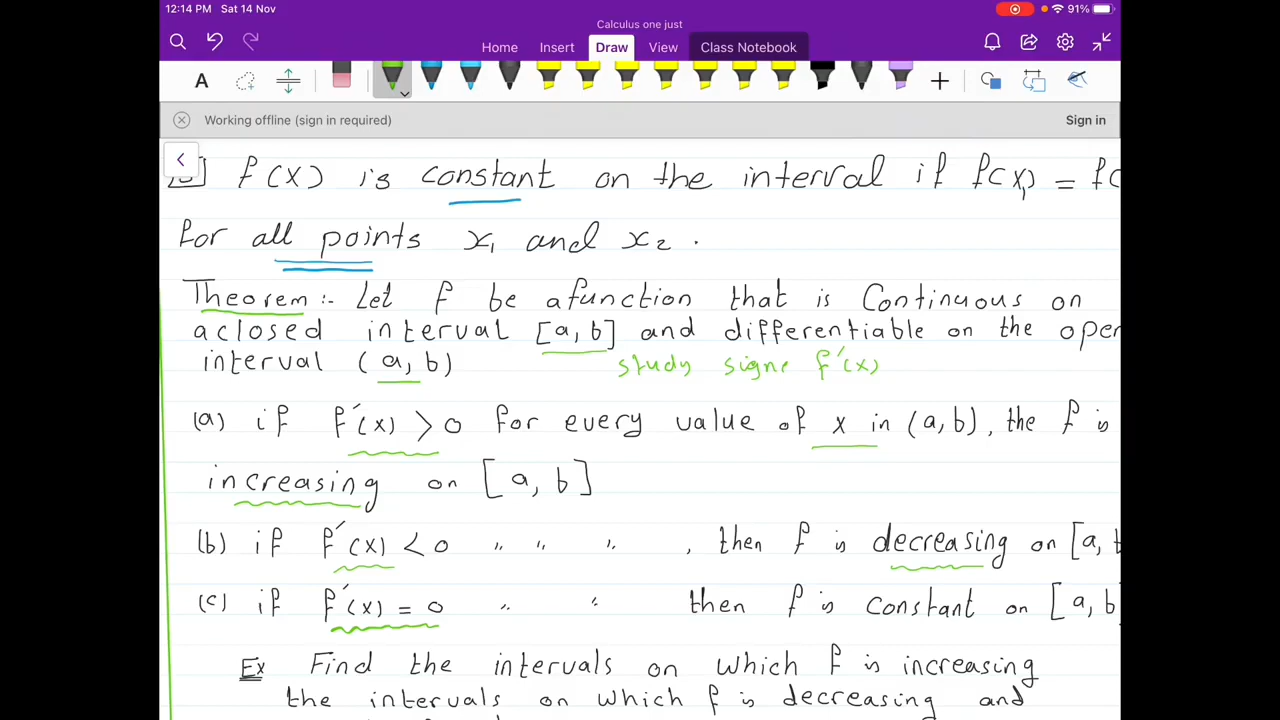 12:14 PM Sat 14 Nov
91%
Calculus one just
Home Insert Draw View Class Notebook
A
Working offline (sign in required) Sign in
f(x) is constant on the interval if f(x₁) = f(
for all points x₁ and x₂ .
Theorem :- Let f be a function that is Continuous on
a closed interval [a, b] and differentiable on the open
interval (a, b) study signe f′(x)
(a) if f′(x) > 0 for every value of x in (a, b), the f is
increasing on [a, b]
(b) if f′(x) < 0 " " " , then f is decreasing on [a, b
(c) if f′(x) = 0 " " then f is constant on [a, b]
Ex Find the intervals on which f is increasing
the intervals on which f is decreasing and